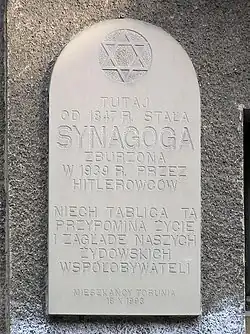 TUTAJ
OD 1847 R. STAŁA
SYNAGOGA
ZBURZONA
W 1939 R. PRZEZ
HITLEROWCÓW
NIECH TABLICA TA
PRZYPOMINA ŻYCIE
I ZAGŁADĘ NASZYCH
ŻYDOWSKICH
WSPÓŁOBYWATELI
MIESZKAŃCY TORUNIA